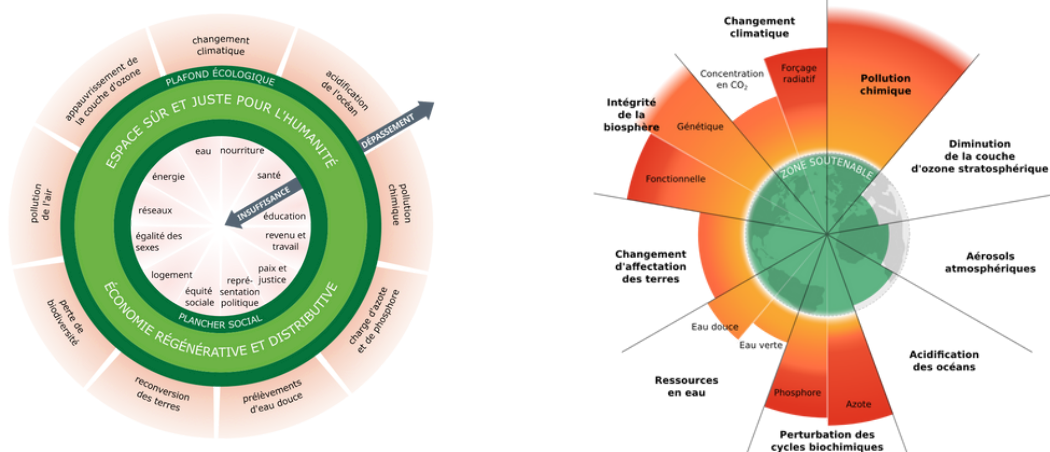 changement
climatique
appauvrissement de
la couche d'ozone
acidification
de l'océan
PLAFOND ÉCOLOGIQUE
ESPACE SÛR ET JUSTE POUR L'HUMANITÉ
DÉPASSEMENT
eau
nourriture
énergie
santé
INSUFFISANCE
pollution
de l'air
pollution
chimique
réseaux
éducation
égalité des
sexes
revenu et
travail
logement
paix et
justice
équité
sociale
repré-
sentation
politique
PLANCHER SOCIAL
ÉCONOMIE RÉGÉNÉRATIVE ET DISTRIBUTIVE
perte de
biodiversité
charge d'azote
et de phosphore
reconversion
des terres
prélèvements
d'eau douce
Changement
climatique
Concentration
en CO₂
Forçage
radiatif
Pollution
chimique
Intégrité
de la
biosphère
Génétique
Fonctionnelle
ZONE SOUTENABLE
Diminution
de la couche
d'ozone stratosphérique
Changement
d'affectation
des terres
Aérosols
atmosphériques
Eau douce
Eau verte
Ressources
en eau
Acidification
des océans
Phosphore
Azote
Perturbation des
cycles biochimiques